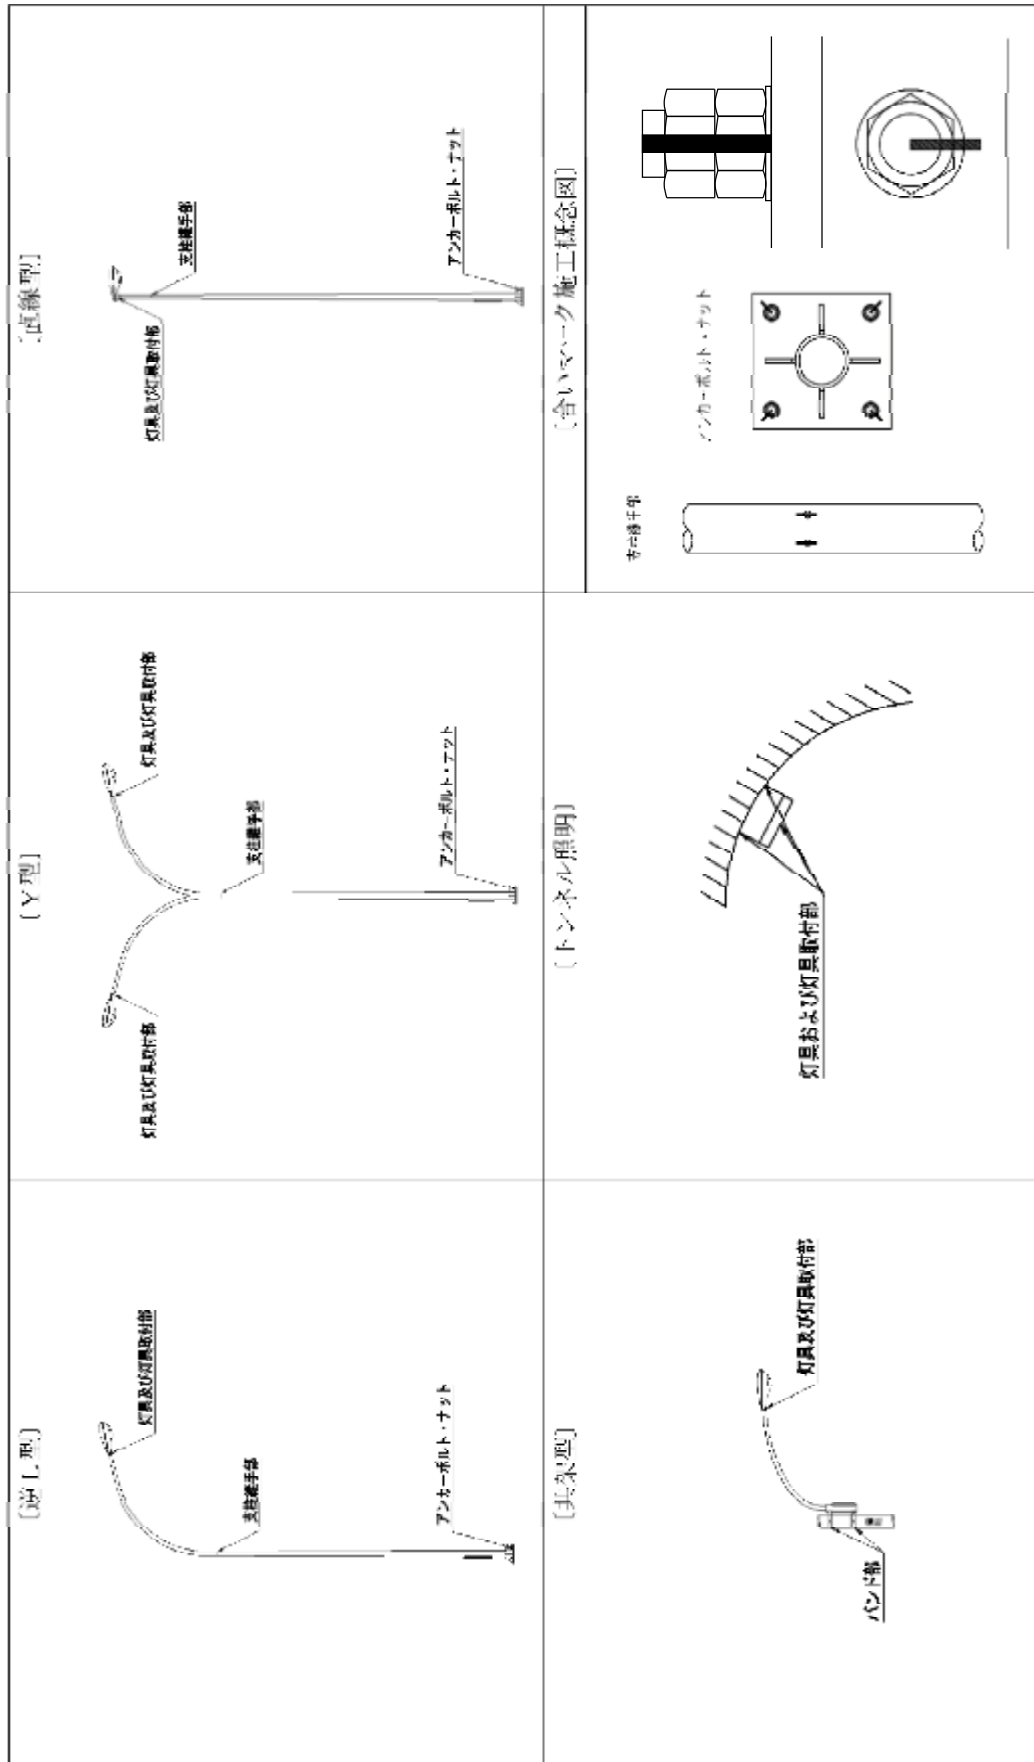 ［逆L型］
灯具及び灯具取付部
支柱継手部
アンカーボルト・ナット
［Y型］
灯具及び灯具取付部
灯具及び灯具取付部
支柱継手部
アンカーボルト・ナット
［直線型］
灯具及び灯具取付部
支柱継手部
アンカーボルト・ナット
［共架型］
灯具及び灯具取付部
バンド部
［トンネル照明］
灯具および灯具取付部
［合いマーク施工概念図］
支柱継手部
アンカーボルト・ナット